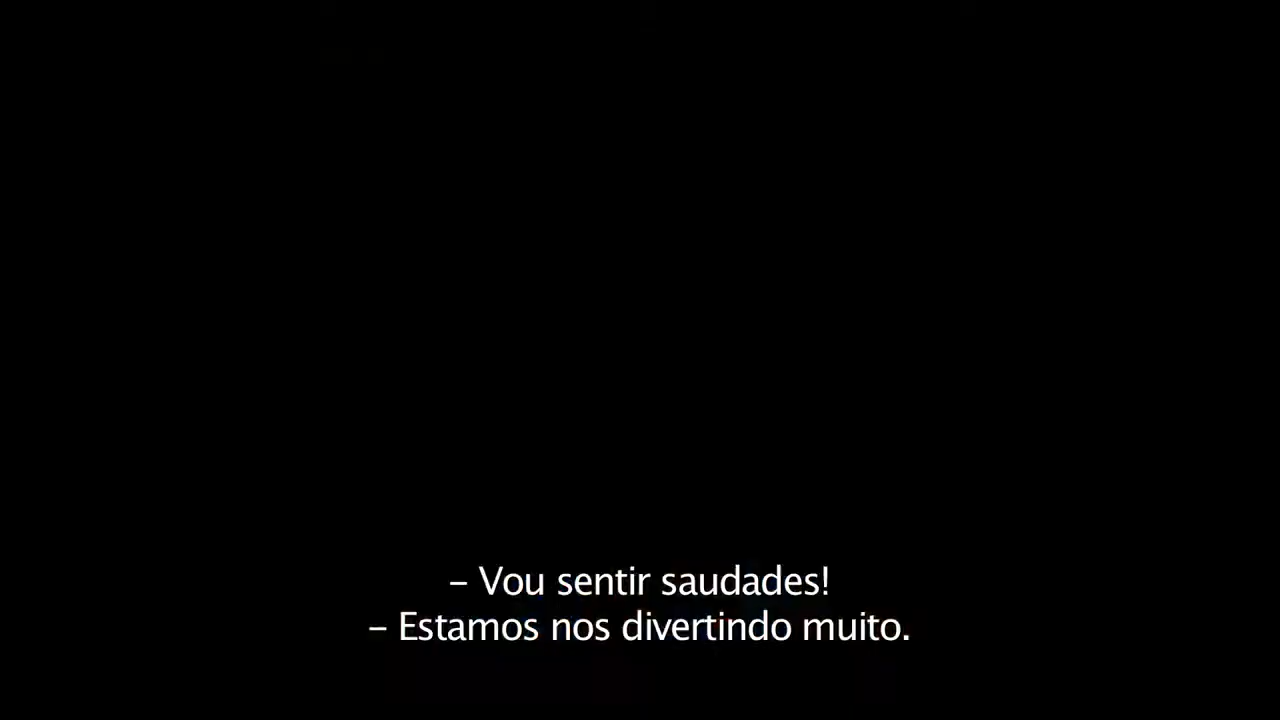 – Vou sentir saudades!
– Estamos nos divertindo muito.